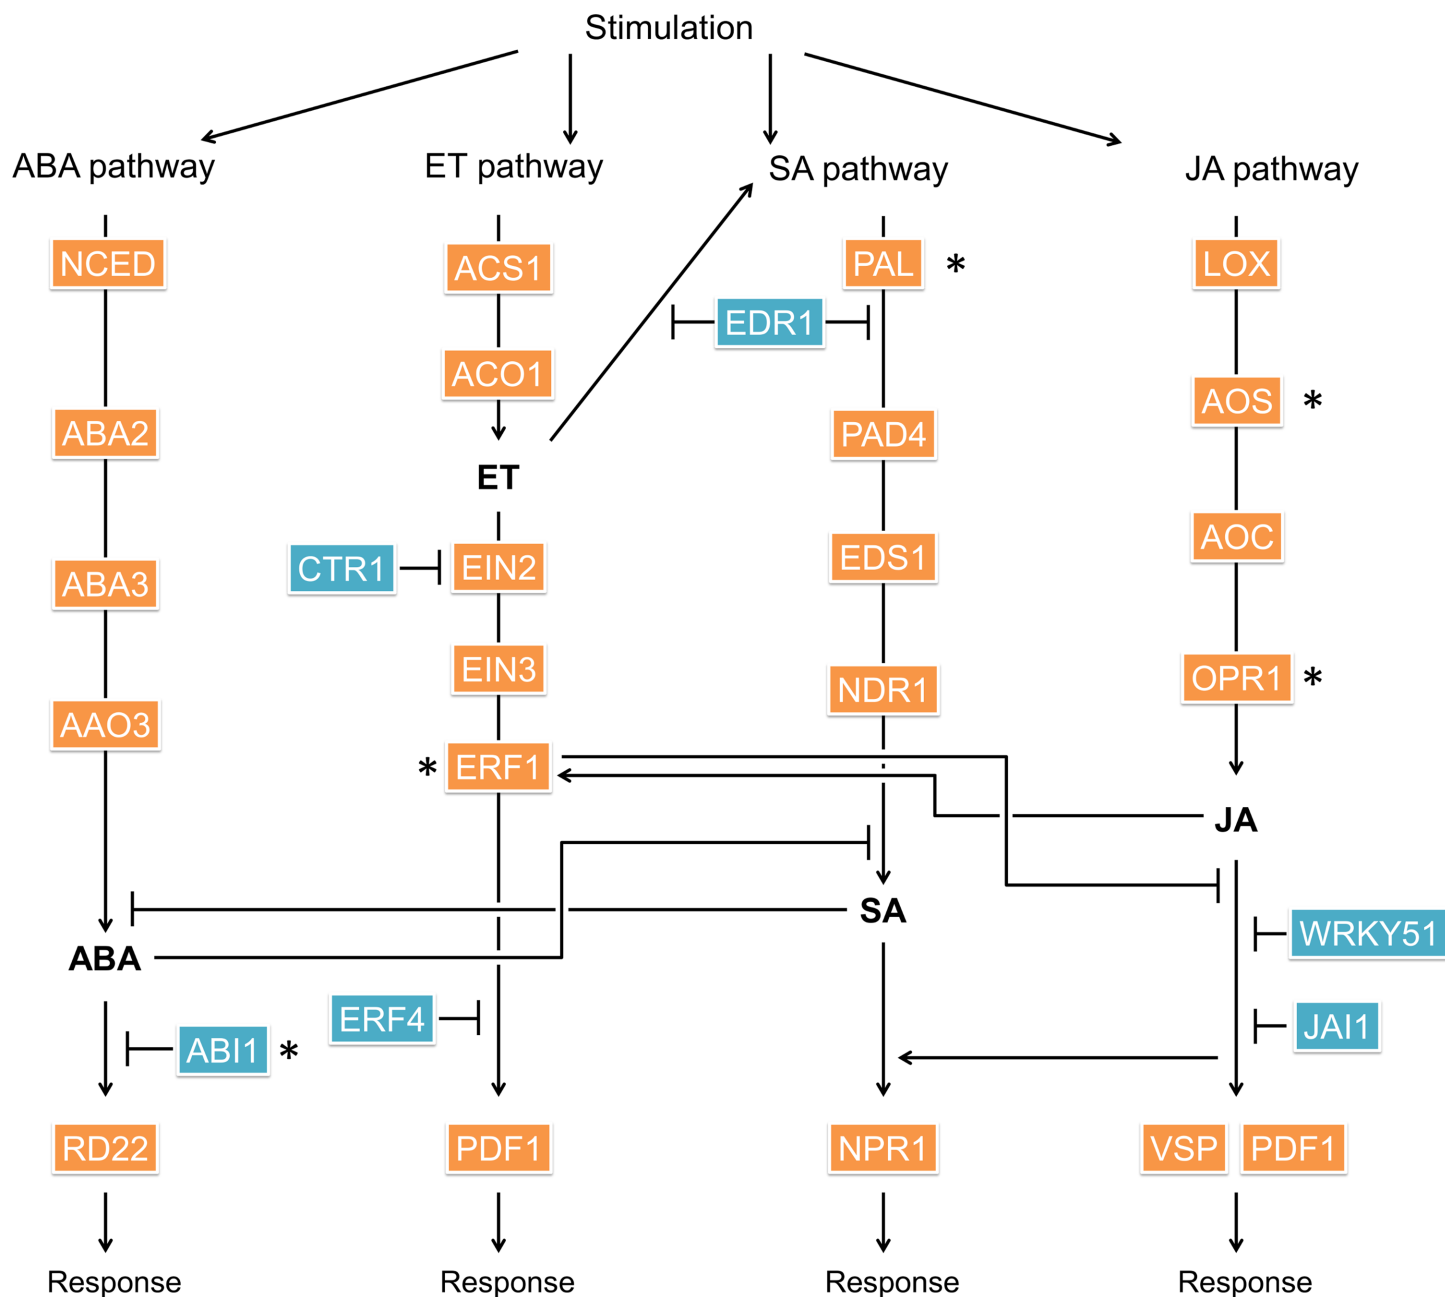 Stimulation
ABA pathway
ET pathway
SA pathway
JA pathway
NCED
ACS1
PAL *
LOX
EDR1
ACO1
AOS *
ABA2
PAD4
ET
AOC
CTR1
EIN2
EDS1
ABA3
EIN3
NDR1
OPR1 *
AAO3
* ERF1
JA
SA
WRKY51
ABA
ERF4
JAI1
ABI1 *
RD22
PDF1
NPR1
VSP
PDF1
Response
Response
Response
Response